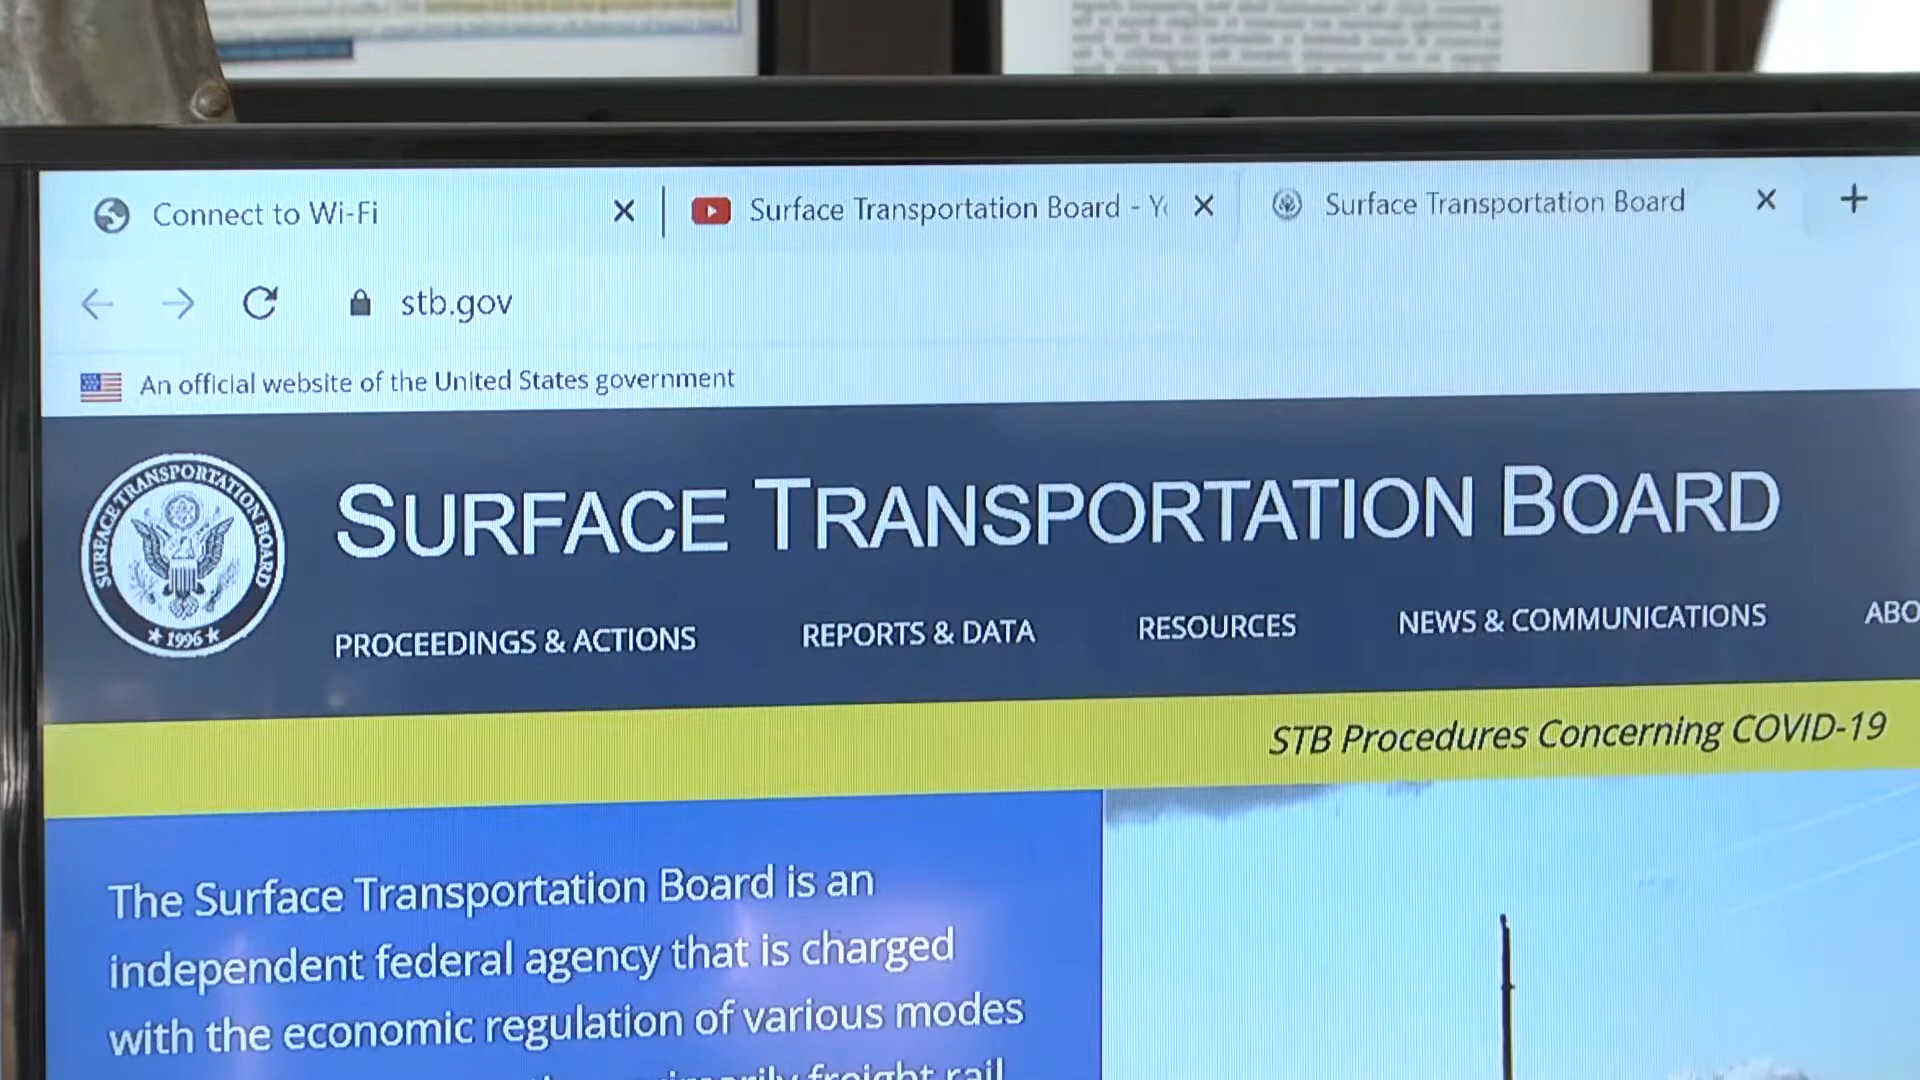 Connect to Wi-Fi
Surface Transportation Board - Y
Surface Transportation Board
stb.gov
An official website of the United States government
SURFACE TRANSPORTATION BOARD
1996
SURFACE TRANSPORTATION BOARD
PROCEEDINGS & ACTIONS
REPORTS & DATA
RESOURCES
NEWS & COMMUNICATIONS
ABO
STB Procedures Concerning COVID-19
The Surface Transportation Board is an
independent federal agency that is charged
with the economic regulation of various modes
freight rail